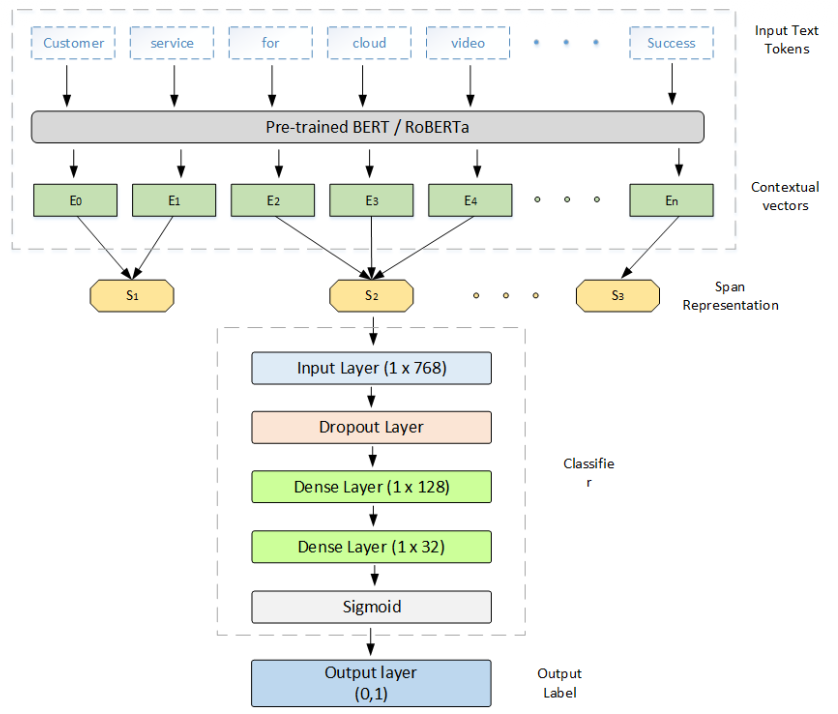 Customer service for cloud video Success
Input Text
Tokens
Pre-trained BERT / RoBERTa
E0 E1 E2 E3 E4 En
Contextual
vectors
S1 S2 S3
Span
Representation
Input Layer (1 x 768)
Dropout Layer
Dense Layer (1 x 128)
Classifie
r
Dense Layer (1 x 32)
Sigmoid
Output layer
(0,1)
Output
Label